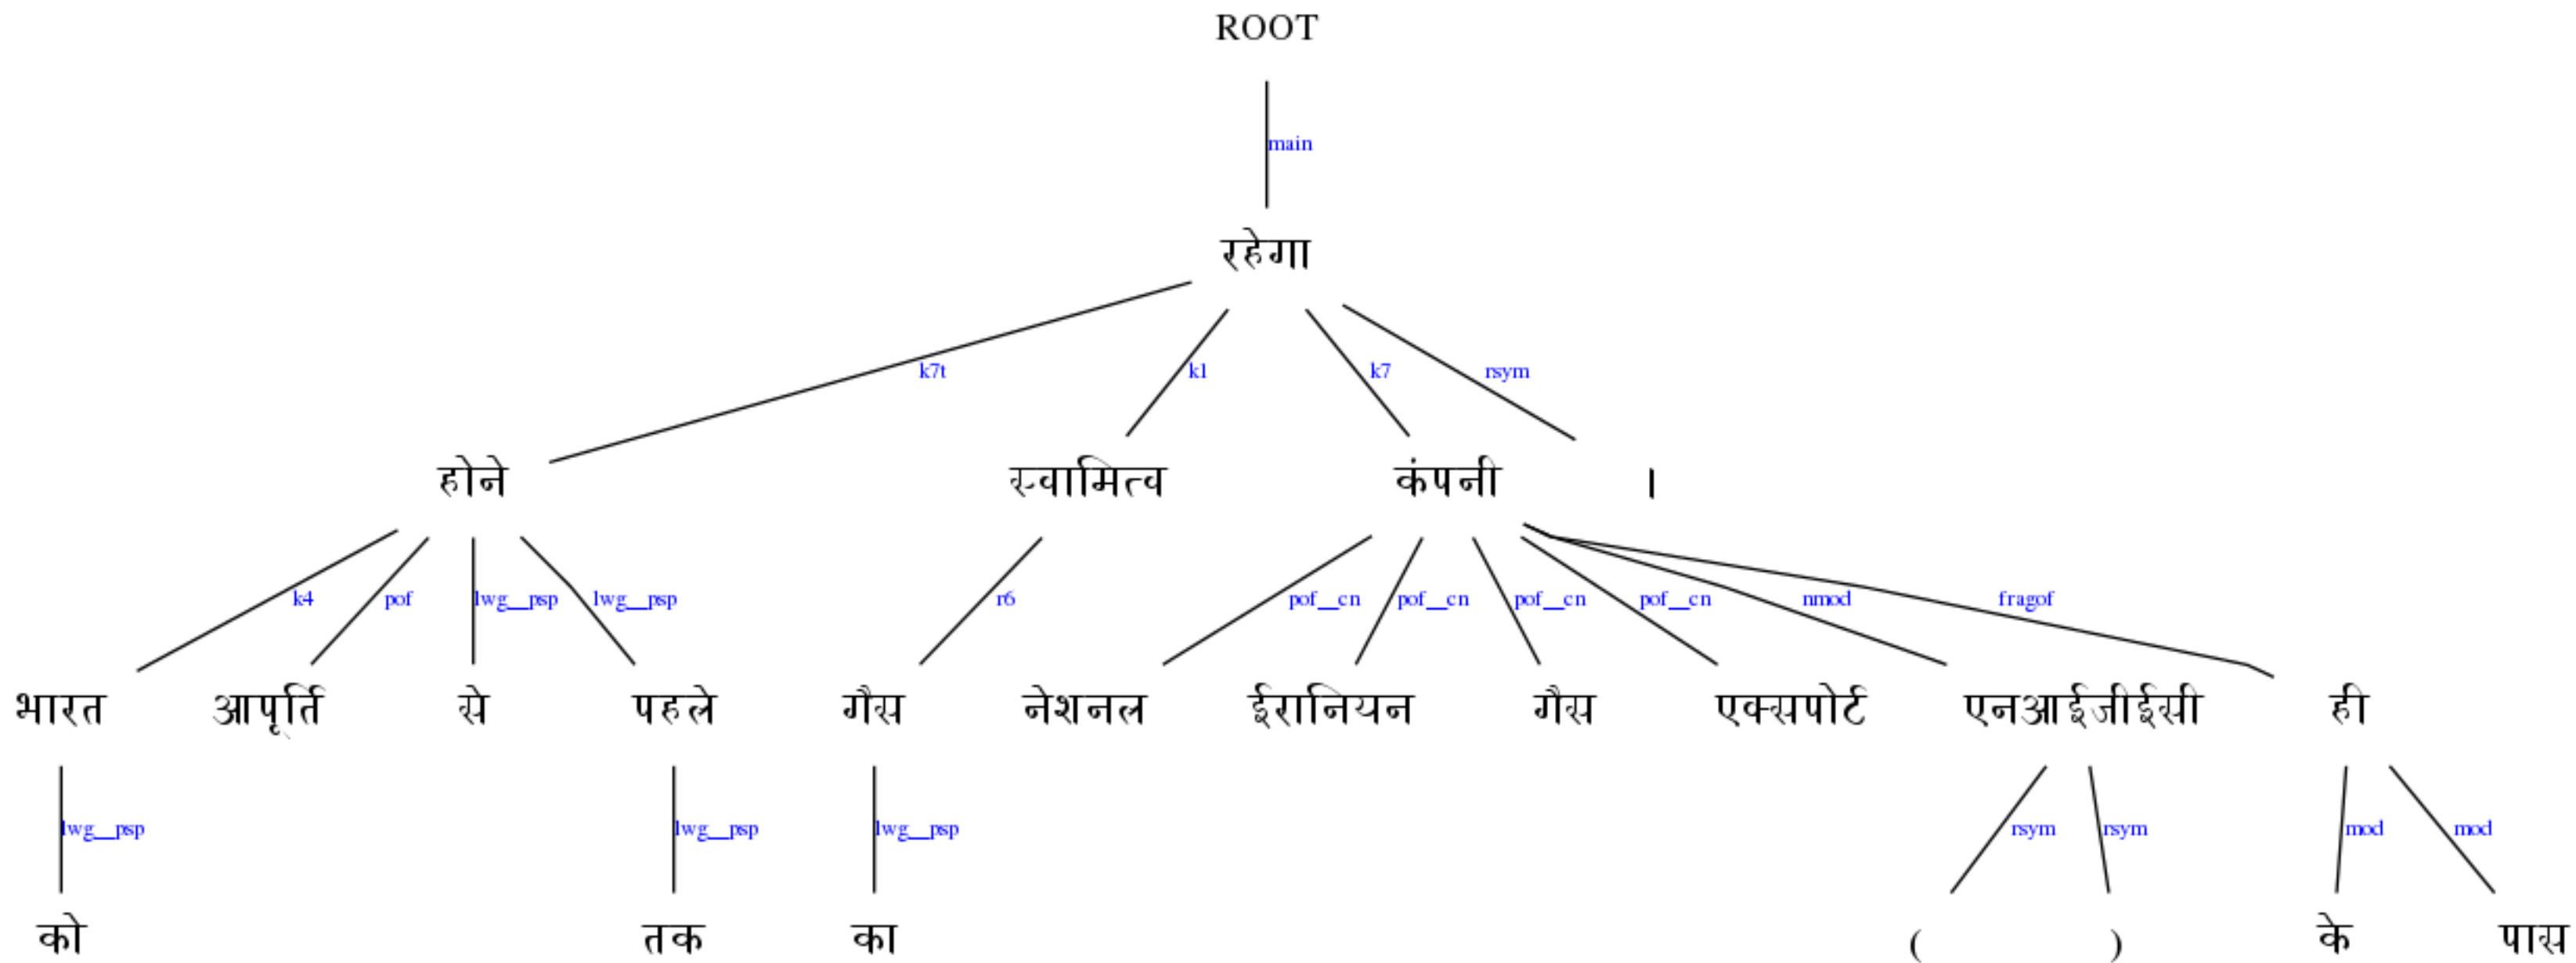 ROOT
main
रहेगा
k7t k1 k7 rsym
होने स्वामित्व कंपनी ।
k4 pof lwg__psp lwg__psp r6 pof__cn pof__cn pof__cn pof__cn nmod fragof
भारत आपूर्ति से पहले गैस नेशनल ईरानियन गैस एक्सपोर्ट एनआईजीईसी ही
lwg__psp lwg__psp lwg__psp rsym rsym mod mod
को तक का ( ) के पास